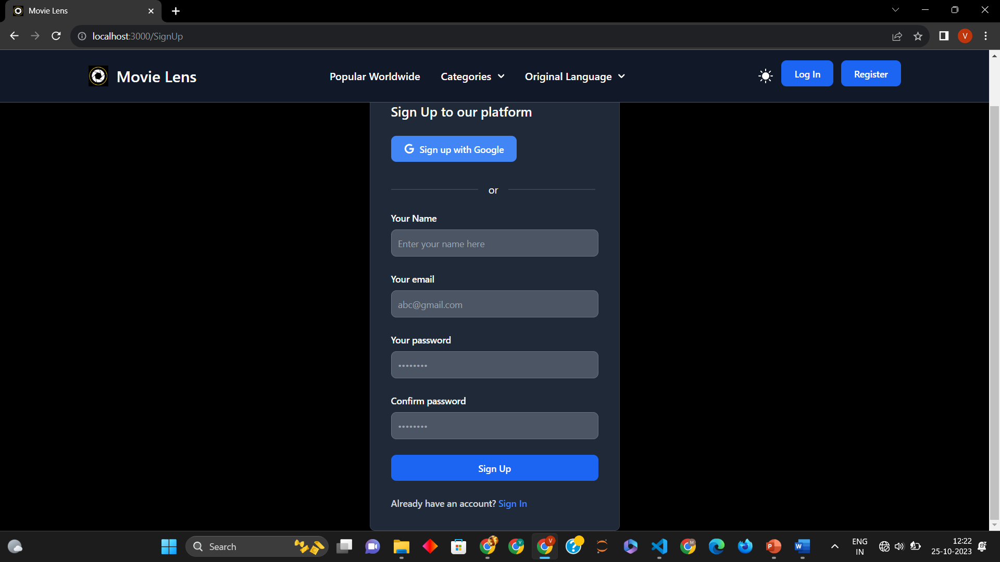 Movie Lens
localhost:3000/SignUp
V
Movie Lens
Popular Worldwide
Categories
Original Language
Log In
Register
Sign Up to our platform
G Sign up with Google
or
Your Name
Enter your name here
Your email
abc@gmail.com
Your password
Confirm password
Sign Up
Already have an account? Sign In
Search
ENG
IN
12:22
25-10-2023